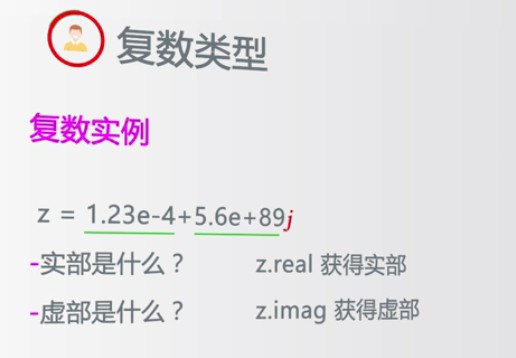 复数类型
复数实例
z = 1.23e-4+5.6e+89j
-实部是什么？ z.real 获得实部
-虚部是什么？ z.imag 获得虚部